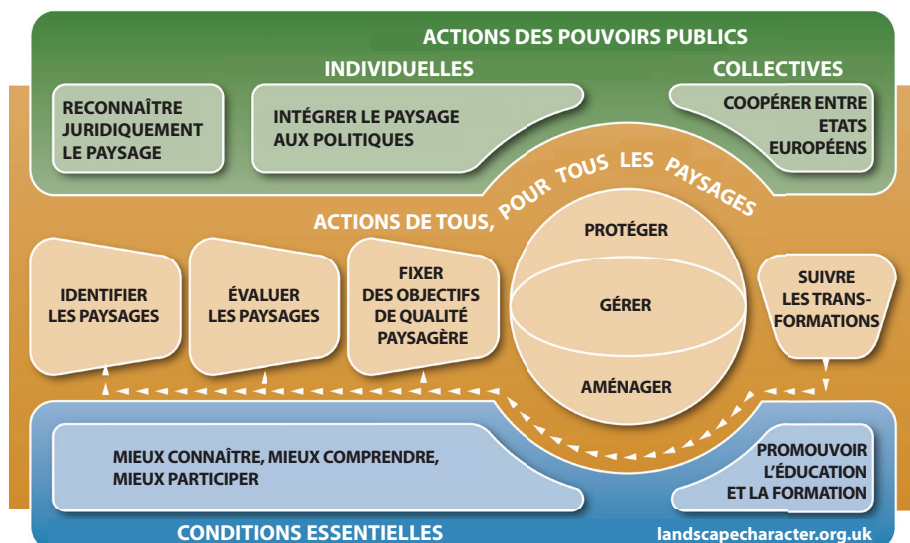 ACTIONS DES POUVOIRS PUBLICS
INDIVIDUELLES
COLLECTIVES
RECONNAÎTRE
JURIDIQUEMENT
LE PAYSAGE
INTÉGRER LE PAYSAGE
AUX POLITIQUES
COOPÉRER ENTRE
ETATS
EUROPÉENS
ACTIONS DE TOUS, POUR TOUS LES PAYSAGES
IDENTIFIER
LES PAYSAGES
ÉVALUER
LES PAYSAGES
FIXER
DES OBJECTIFS
DE QUALITÉ
PAYSAGÈRE
PROTÉGER
GÉRER
AMÉNAGER
SUIVRE
LES TRANS-
FORMATIONS
MIEUX CONNAÎTRE, MIEUX COMPRENDRE,
MIEUX PARTICIPER
PROMOUVOIR
L'ÉDUCATION
ET LA FORMATION
CONDITIONS ESSENTIELLES
landscapecharacter.org.uk